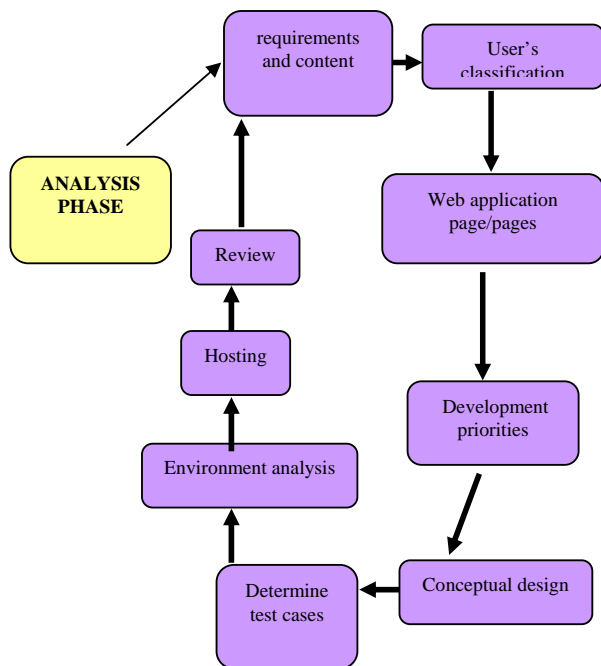 requirements
and content
User's
classification
ANALYSIS
PHASE
Web application
page/pages
Review
Hosting
Development
priorities
Environment analysis
Determine
test cases
Conceptual design